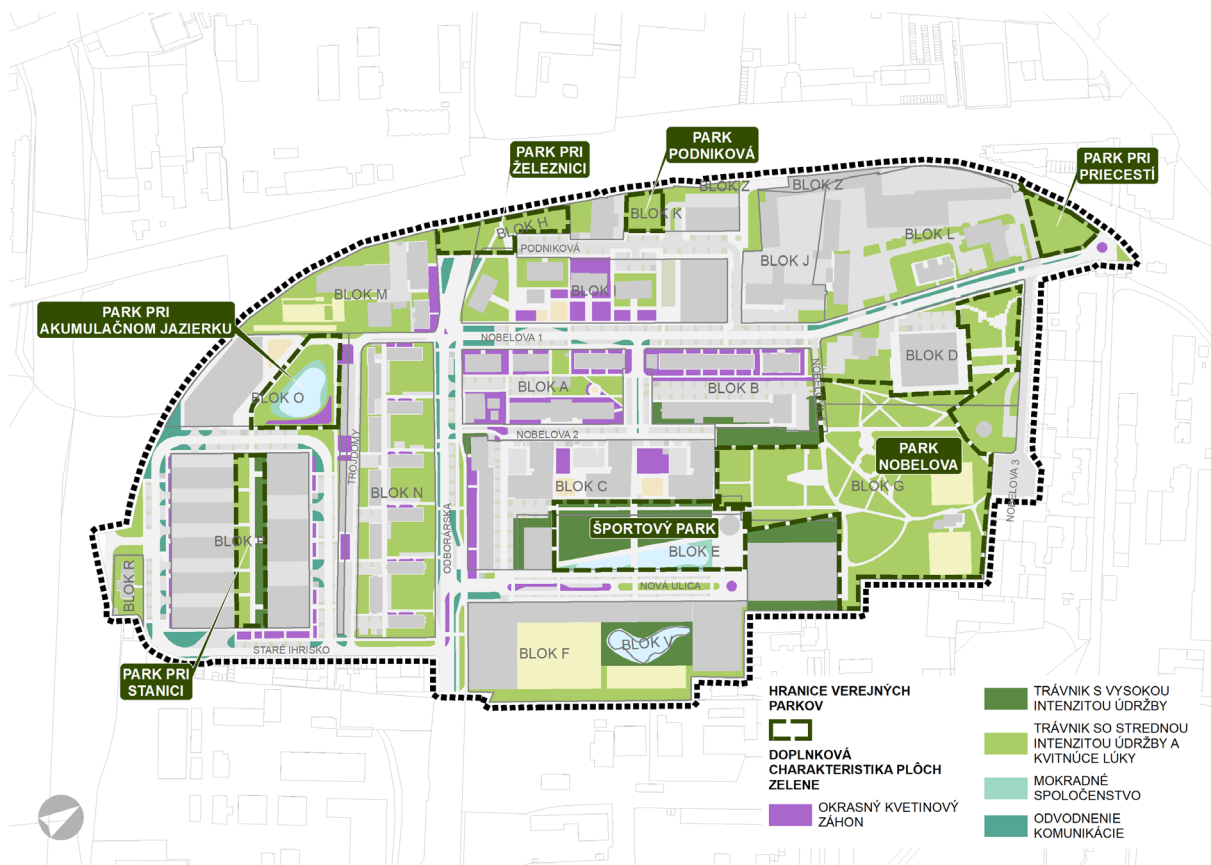 PARK PRI
ŽELEZNICI
PARK
PODNIKOVÁ
PARK PRI
PRIECESTÍ
BLOK Z
BLOK Z
BLOK K
BLOK H
BLOK L
PODNIKOVÁ
BLOK J
BLOK M
BLOK
PARK PRI
AKUMULAČNOM JAZIERKU
NOBELOVA 1
BLOK D
BLOK A
BLOK B
BLOK O
NOBELOVA 2
TROJDOMY
PARK
NOBELOVA
BLOK N
BLOK C
BLOK G
NOBELOVA 3
ODBORÁRSKA
ŠPORTOVÝ PARK
BLOK P
BLOK E
BLOK R
NOVÁ ULICA
STARÉ IHRISKO
BLOK F
BLOK V
PARK PRI
STANICI
HRANICE VEREJNÝCH
PARKOV
DOPLNKOVÁ
CHARAKTERISTIKA PLÔCH
ZELENE
OKRASNÝ KVETINOVÝ
ZÁHON
TRÁVNIK S VYSOKOU
INTENZITOU ÚDRŽBY
TRÁVNIK SO STREDNOU
INTENZITOU ÚDRŽBY A
KVITNÚCE LÚKY
MOKRADNÉ
SPOLOČENSTVO
ODVODNENIE
KOMUNIKÁCIE